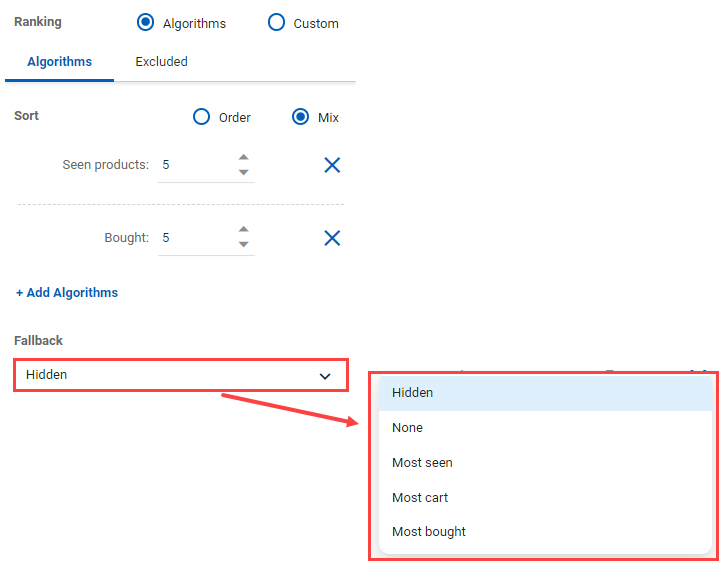 Ranking Algorithms Custom
Algorithms Excluded
Sort Order Mix
Seen products: 5
Bought: 5
+ Add Algorithms
Fallback
Hidden
Hidden
None
Most seen
Most cart
Most bought